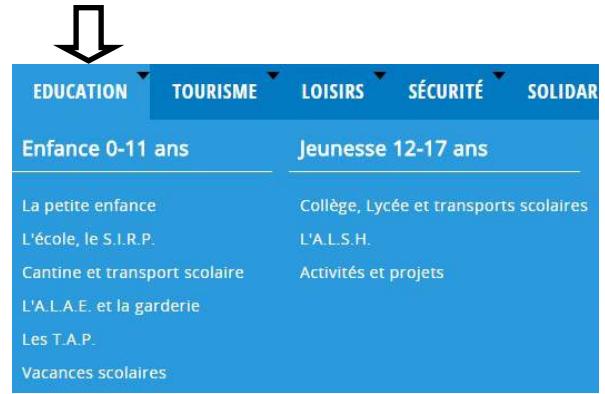 EDUCATION TOURISME LOISIRS SÉCURITÉ SOLIDAR
Enfance 0-11 ans
La petite enfance
L'école, le S.I.R.P.
Cantine et transport scolaire
L'A.L.A.E. et la garderie
Les T.A.P.
Vacances scolaires
Jeunesse 12-17 ans
Collège, Lycée et transports scolaires
L'A.L.S.H.
Activités et projets